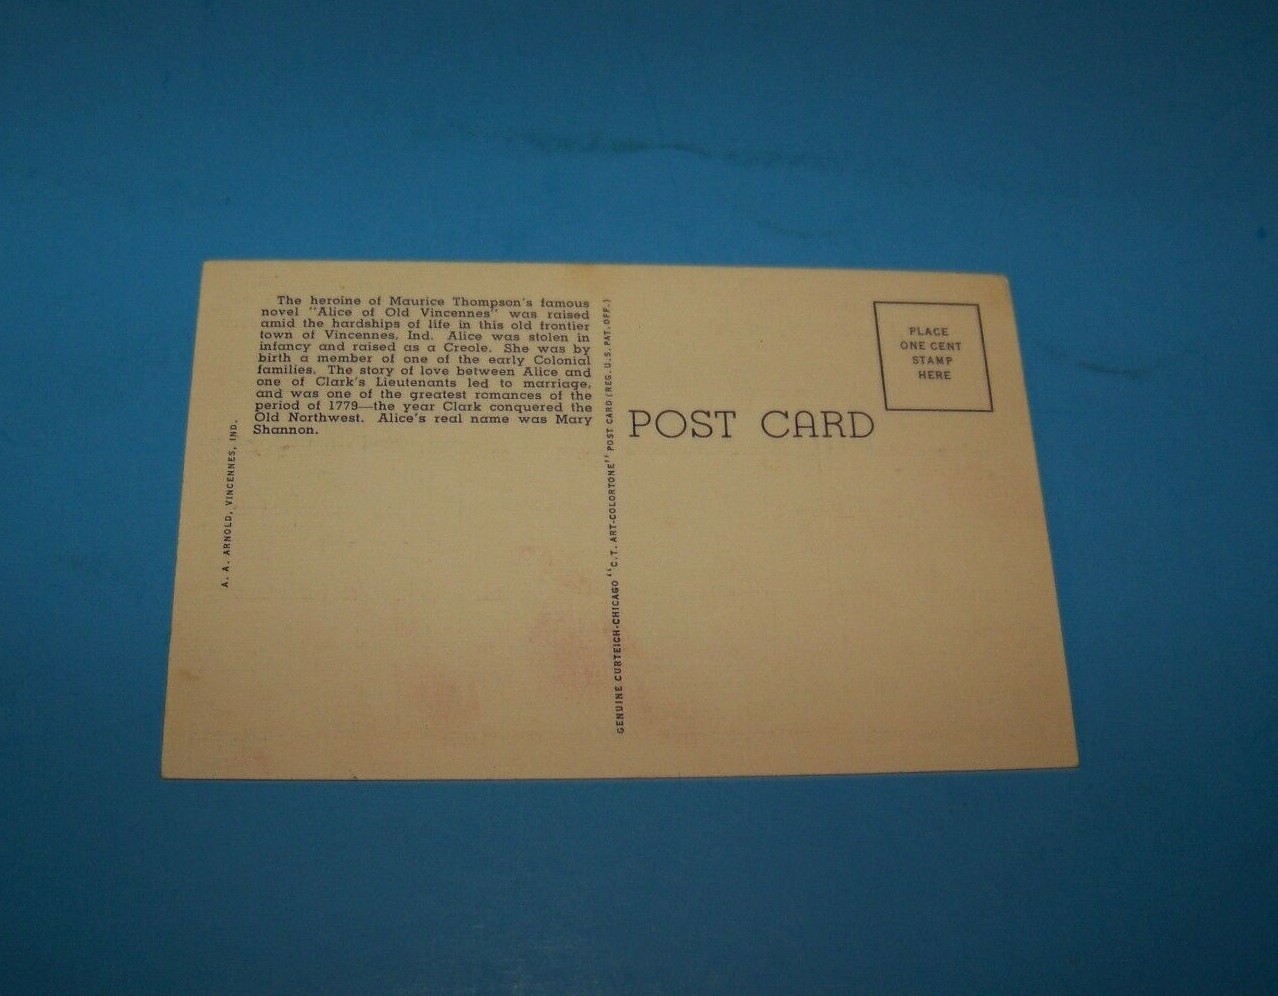 The heroine of Maurice Thompson's famous
novel "Alice of Old Vincennes" was raised
amid the hardships of life in this old frontier
town of Vincennes, Ind. Alice was stolen in
infancy and raised as a Creole. She was by
birth a member of one of the early Colonial
families. The story of love between Alice and
one of Clark's Lieutenants led to marriage,
and was one of the greatest romances of the
period of 1779—the year Clark conquered the
Old Northwest. Alice's real name was Mary
Shannon.
A. A. ARNOLD, VINCENNES, IND.
GENUINE CURTEICH-CHICAGO "C.T. ART-COLORTONE" POST CARD (REG. U.S. PAT. OFF.)
POST CARD
PLACE
ONE CENT
STAMP
HERE